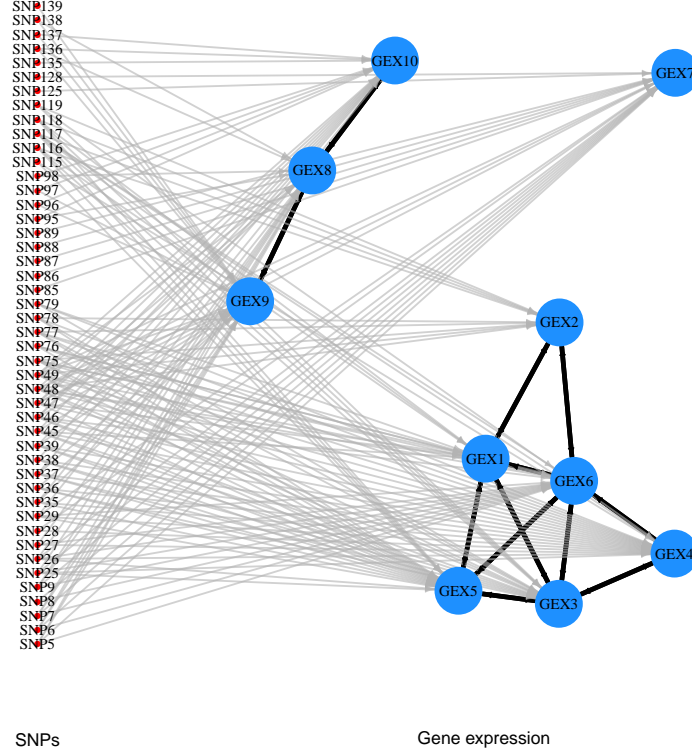 SNP139
SNP138
SNP137
SNP136
SNP135
SNP128
SNP125
SNP119
SNP118
SNP117
SNP116
SNP115
SNP98
SNP97
SNP96
SNP95
SNP89
SNP88
SNP87
SNP86
SNP85
SNP79
SNP78
SNP77
SNP76
SNP75
SNP49
SNP48
SNP47
SNP46
SNP45
SNP39
SNP38
SNP37
SNP36
SNP35
SNP29
SNP28
SNP27
SNP26
SNP25
SNP9
SNP8
SNP7
SNP6
SNP5
GEX10
GEX7
GEX8
GEX9
GEX2
GEX1
GEX6
GEX4
GEX5
GEX3
SNPs
Gene expression